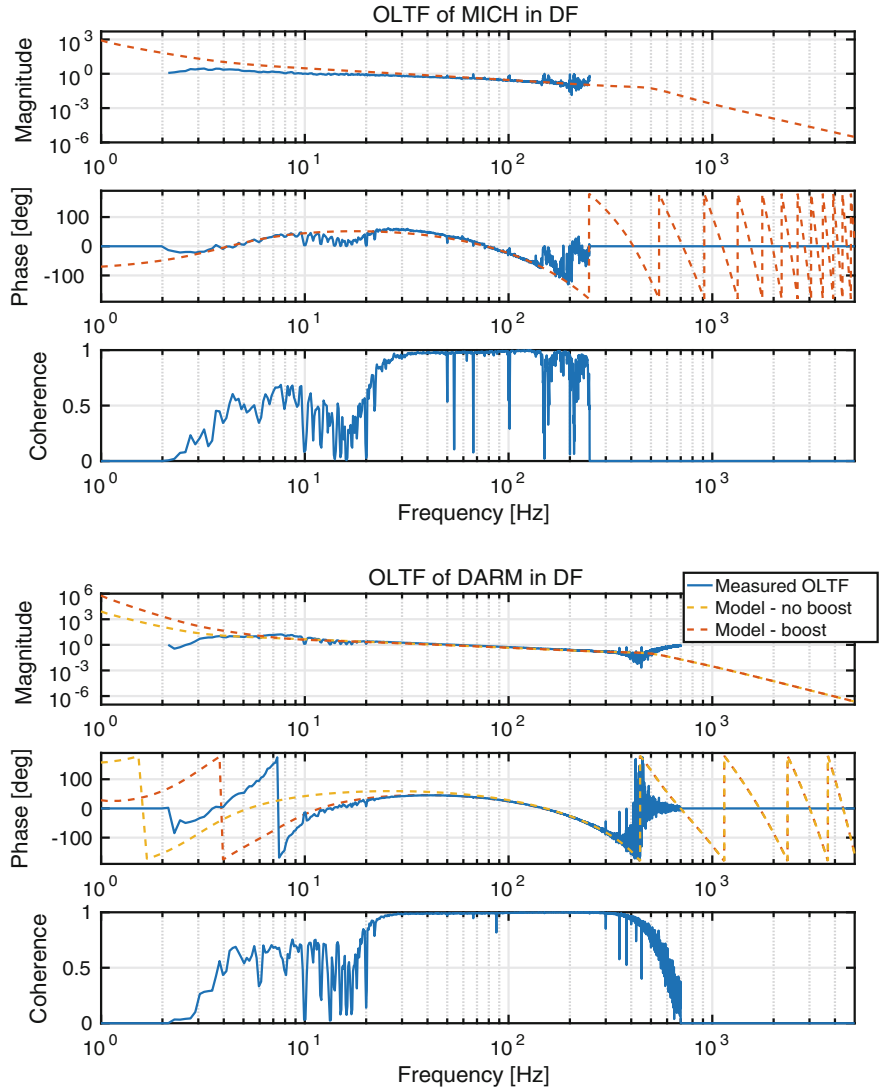 OLTF of MICH in DF
Magnitude
10^3
10^0
10^-3
10^-6
10^0 10^1 10^2 10^3
Phase [deg]
100
0
-100
10^0 10^1 10^2 10^3
Coherence
1
0.5
0
10^0 10^1 10^2 10^3
Frequency [Hz]
OLTF of DARM in DF
Measured OLTF
Model - no boost
Model - boost
Magnitude
10^6
10^3
10^0
10^-3
10^-6
10^0 10^1 10^2 10^3
Phase [deg]
100
0
-100
10^0 10^1 10^2 10^3
Coherence
1
0.5
0
10^0 10^1 10^2 10^3
Frequency [Hz]